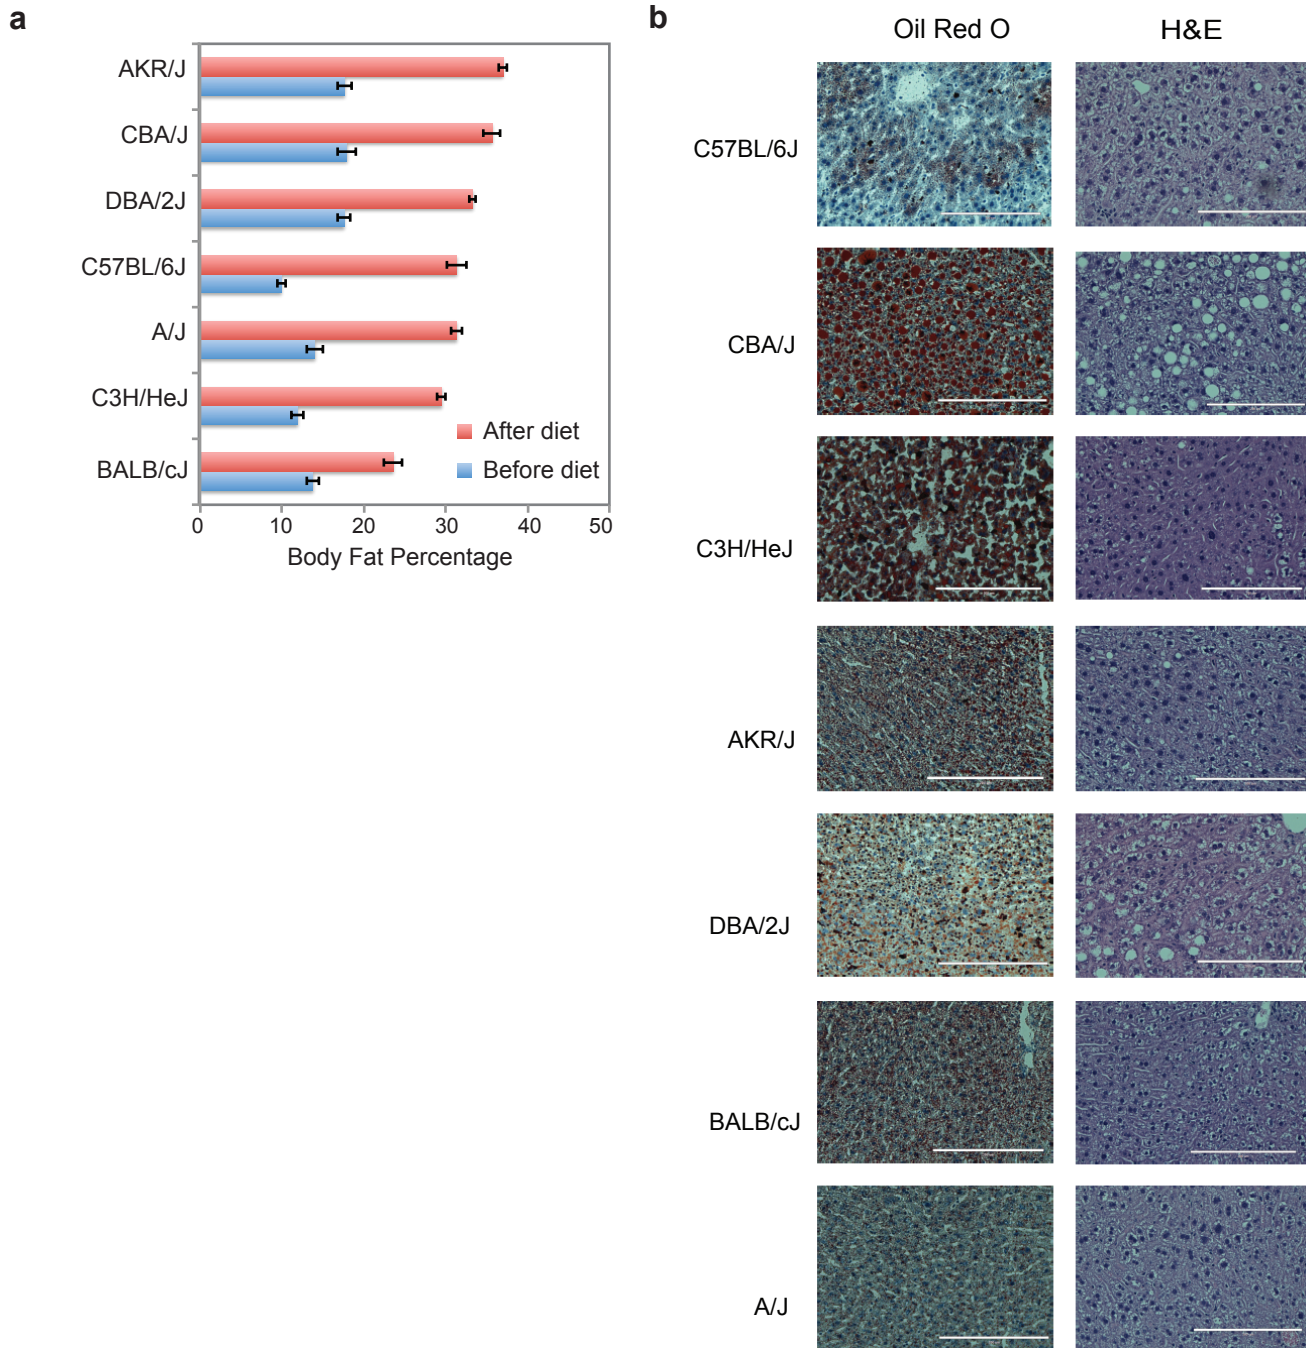 a
AKR/J
CBA/J
DBA/2J
C57BL/6J
A/J
C3H/HeJ
BALB/cJ
After diet
Before diet
0 10 20 30 40 50
Body Fat Percentage
b
Oil Red O H&E
C57BL/6J
CBA/J
C3H/HeJ
AKR/J
DBA/2J
BALB/cJ
A/J